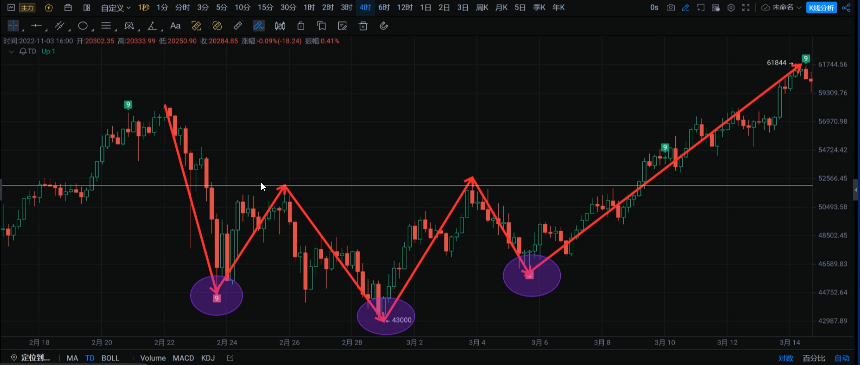 主力 自定义 1秒 分时 1分 3分 5分 10分 15分 30分 1时 2时 3时 4时 6时 8时 12时 1日 2日 3日 周K 月K 5日 季K 年K 0s 未命名 K线分析
Aa
时间:2022-11-03 16:00 开:20302.35 高:20333.99 低:20250.90 收:20284.85 涨幅:-0.09%(-18.24) 振幅:0.41%
TD Up 1
61844
9
61744.56
9
59309.76
56970.98
9
54724.42
52566.45
50493.58
48502.45
46589.83
9
44752.64
43000
42987.89
2月 18 2月 20 2月 22 2月 24 2月 26 2月 28 3月 2 3月 4 3月 6 3月 8 3月 10 3月 12 3月 14
定位到... MA TD BOLL Volume MACD KDJ 对数 百分比 自动